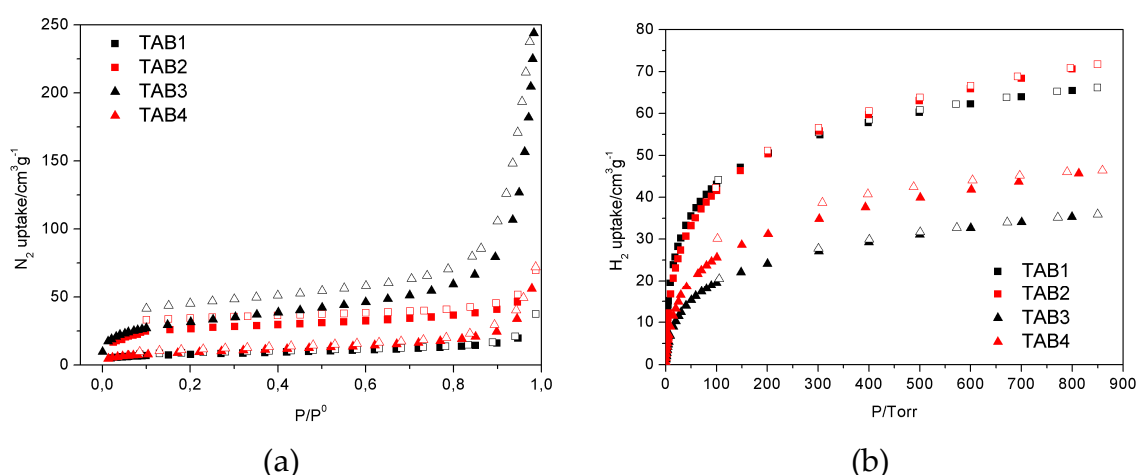 250
200
150
100
50
0
N₂ uptake/cm³g⁻¹
TAB1
TAB2
TAB3
TAB4
0,0
0,2
0,4
0,6
0,8
1,0
P/P⁰
(a)
80
70
60
50
40
30
20
10
0
H₂ uptake/cm³g⁻¹
TAB1
TAB2
TAB3
TAB4
0
100
200
300
400
500
600
700
800
900
P/Torr
(b)